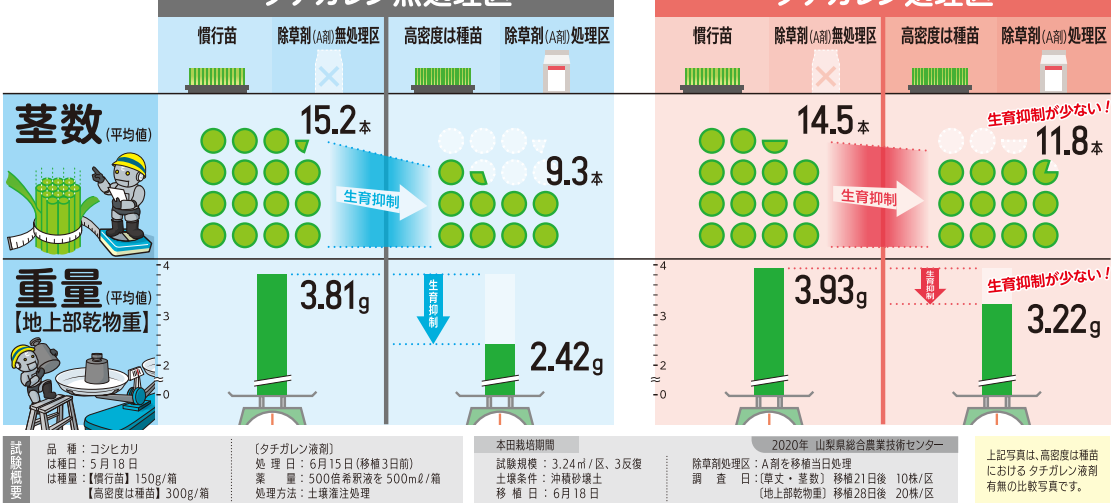 タチガレン無処理区
慣行苗 除草剤(A剤)無処理区 高密度は種苗 除草剤(A剤)処理区
タチガレン処理区
慣行苗 除草剤(A剤)無処理区 高密度は種苗 除草剤(A剤)処理区
茎数(平均値)
15.2本
生育抑制
9.3本
14.5本
生育抑制
生育抑制が少ない!
11.8本
重量(平均値)
【地上部乾物重】
4
3
2
0
3.81g
生育抑制
2.42g
4
3
2
0
3.93g
生育抑制
生育抑制が少ない!
3.22g
試験概要
品 種:コシヒカリ
は種日:5月18日
は種量:【慣行苗】150g/箱
【高密度は種苗】300g/箱
〔タチガレン液剤〕
処 理 日:6月15日(移植3日前)
薬 量:500倍希釈液を500mℓ/箱
処理方法:土壌潅注処理
本田栽培期間
試験規模:3.24㎡/区、3反復
土壌条件:沖積砂壌土
移 植 日:6月18日
2020年 山梨県総合農業技術センター
除草剤処理区:A剤を移植当日処理
調 査 日:[草丈・茎数]移植21日後 10株/区
[地上部乾物重]移植28日後 20株/区
上記写真は、高密度は種苗
における タチガレン液剤
有無の比較写真です。